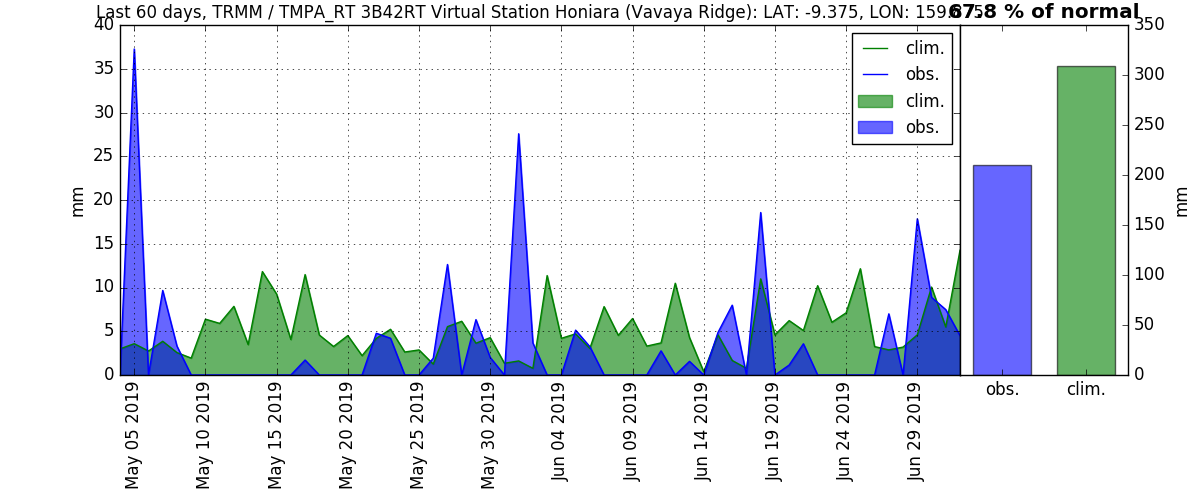 Last 60 days, TRMM / TMPA_RT 3B42RT Virtual Station Honiara (Vavaya Ridge): LAT: -9.375, LON: 159.875
67.8 % of normal
40
35
30
25
20
15
10
5
0
mm
clim.
obs.
clim.
obs.
May 05 2019
May 10 2019
May 15 2019
May 20 2019
May 25 2019
May 30 2019
Jun 04 2019
Jun 09 2019
Jun 14 2019
Jun 19 2019
Jun 24 2019
Jun 29 2019
350
300
250
200
150
100
50
0
mm
obs.
clim.